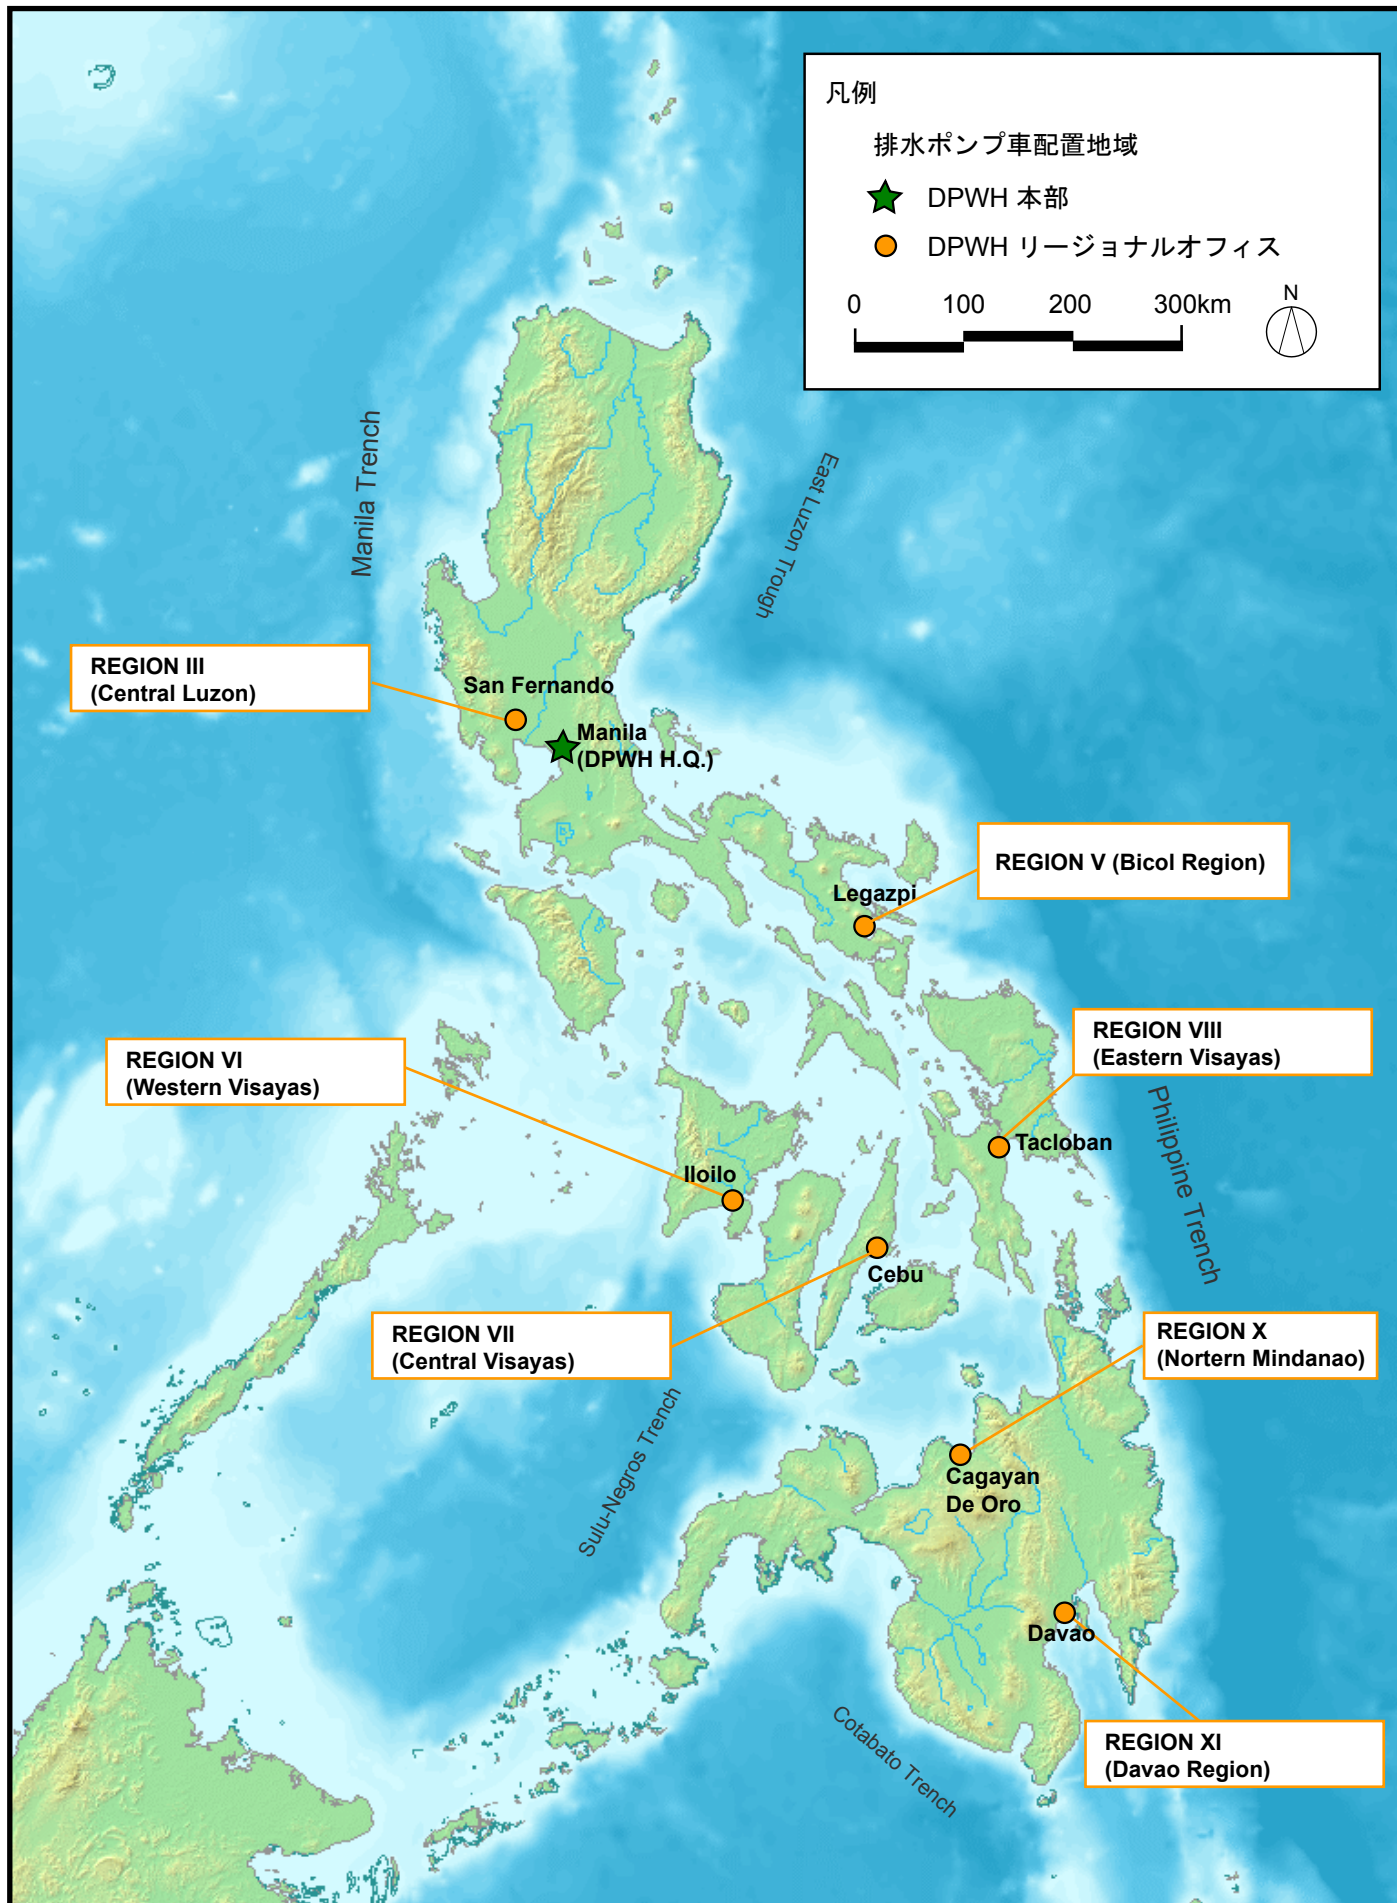 凡例
排水ポンプ車配置地域
DPWH 本部
DPWH リージョナルオフィス
0 100 200 300km
N
Manila Trench
East Luzon Trough
REGION III
(Central Luzon)
San Fernando
Manila
(DPWH H.Q.)
REGION V (Bicol Region)
Legazpi
REGION VIII
(Eastern Visayas)
REGION VI
(Western Visayas)
Philippine Trench
Tacloban
Iloilo
Cebu
REGION VII
(Central Visayas)
REGION X
(Nortern Mindanao)
Sulu-Negros Trench
Cagayan
De Oro
Davao
Cotabato Trench
REGION XI
(Davao Region)